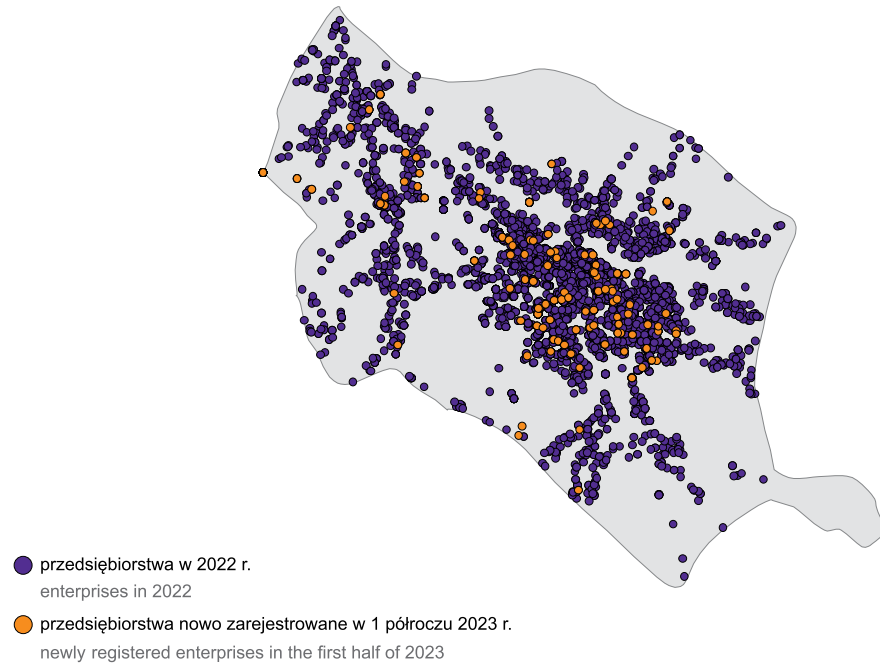 przedsiębiorstwa w 2022 r.
enterprises in 2022
przedsiębiorstwa nowo zarejestrowane w 1 półroczu 2023 r.
newly registered enterprises in the first half of 2023